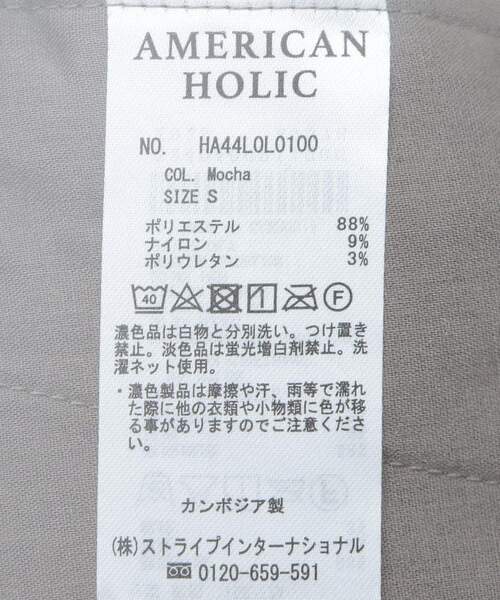 AMERICAN
HOLIC
NO. HA44L0L0100
COL. Mocha
SIZE S
ポリエステル 88%
ナイロン 9%
ポリウレタン 3%
40 F
濃色品は白物と分別洗い。つけ置き
禁止。淡色品は蛍光増白剤禁止。洗
濯ネット使用。
・濃色製品は摩擦や汗、雨等で濡れ
た際に他の衣類や小物類に色が移
る事がありますのでご注意くださ
い。
カンボジア製
(株)ストライプインターナショナル
0120-659-591